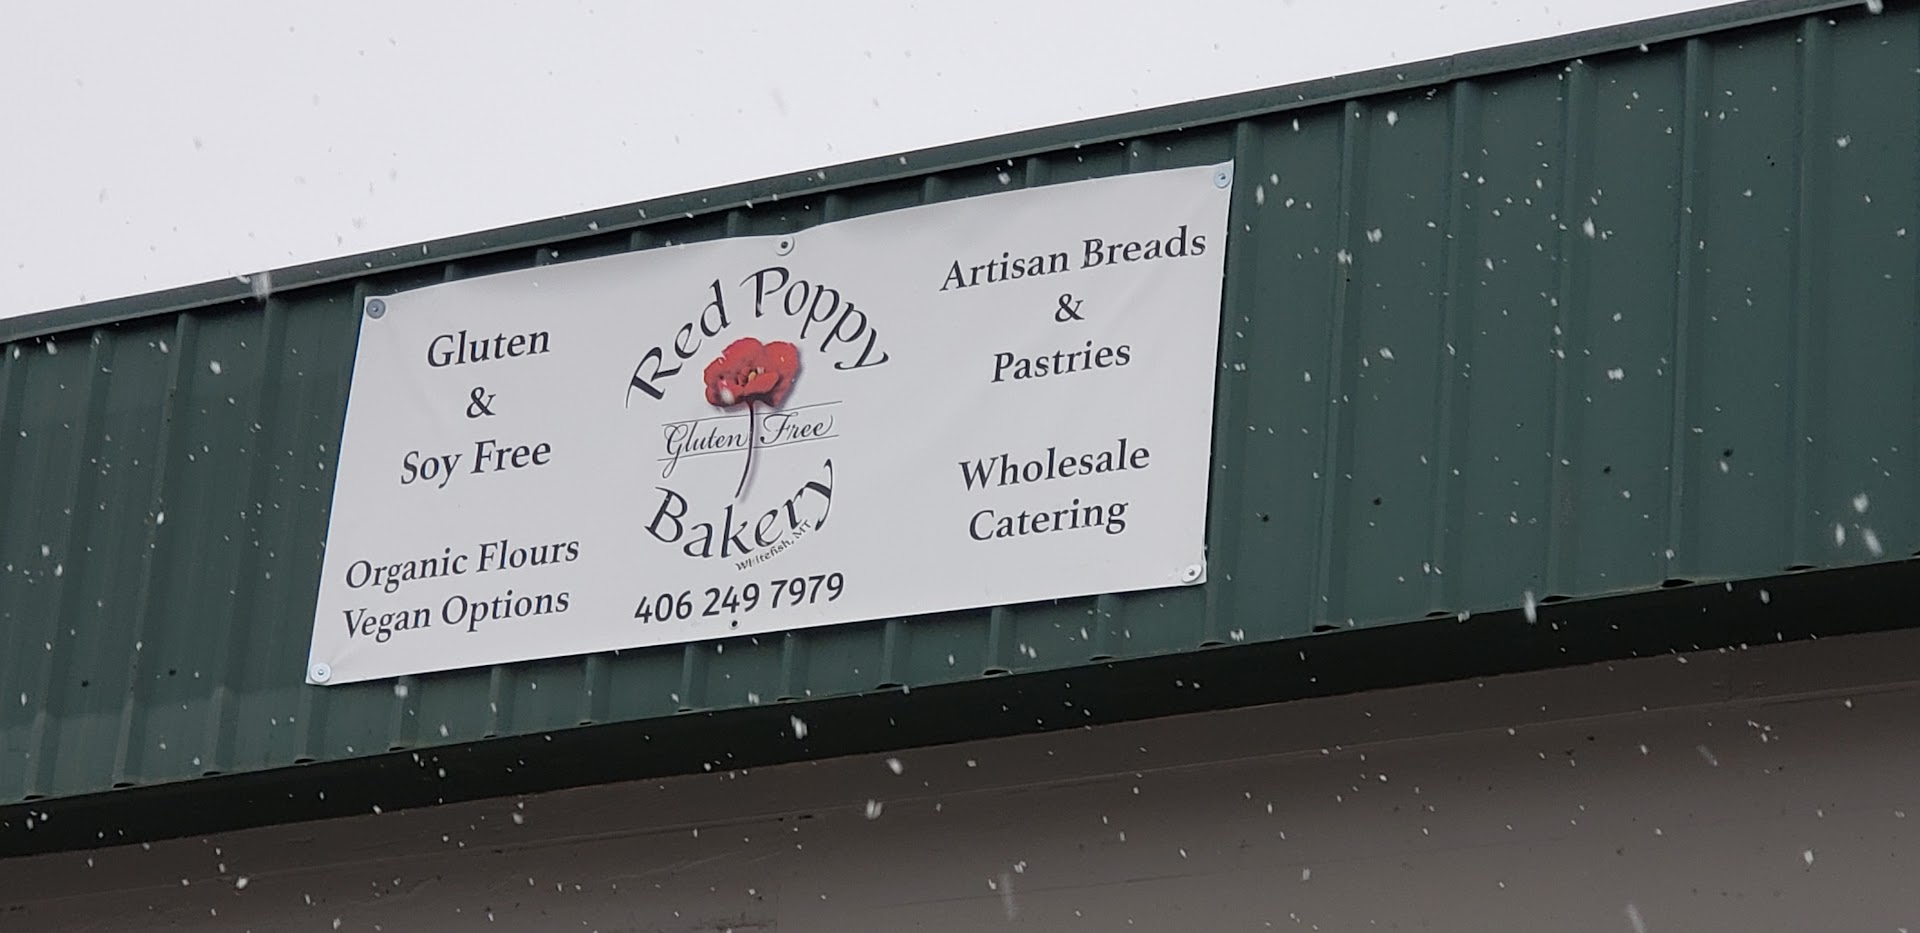 Gluten
&
Soy Free
Organic Flours
Vegan Options
Red Poppy
Gluten Free
Bakery
Whitefish, MT
406 249 7979
Artisan Breads
&
Pastries
Wholesale
Catering